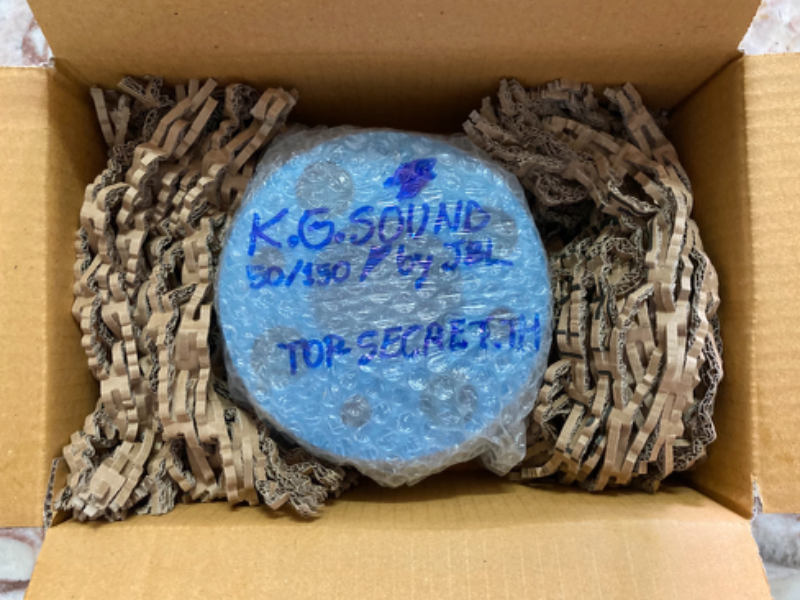 K.G.SOUND
50/150 / by JBL
TOP-SECRET.TH